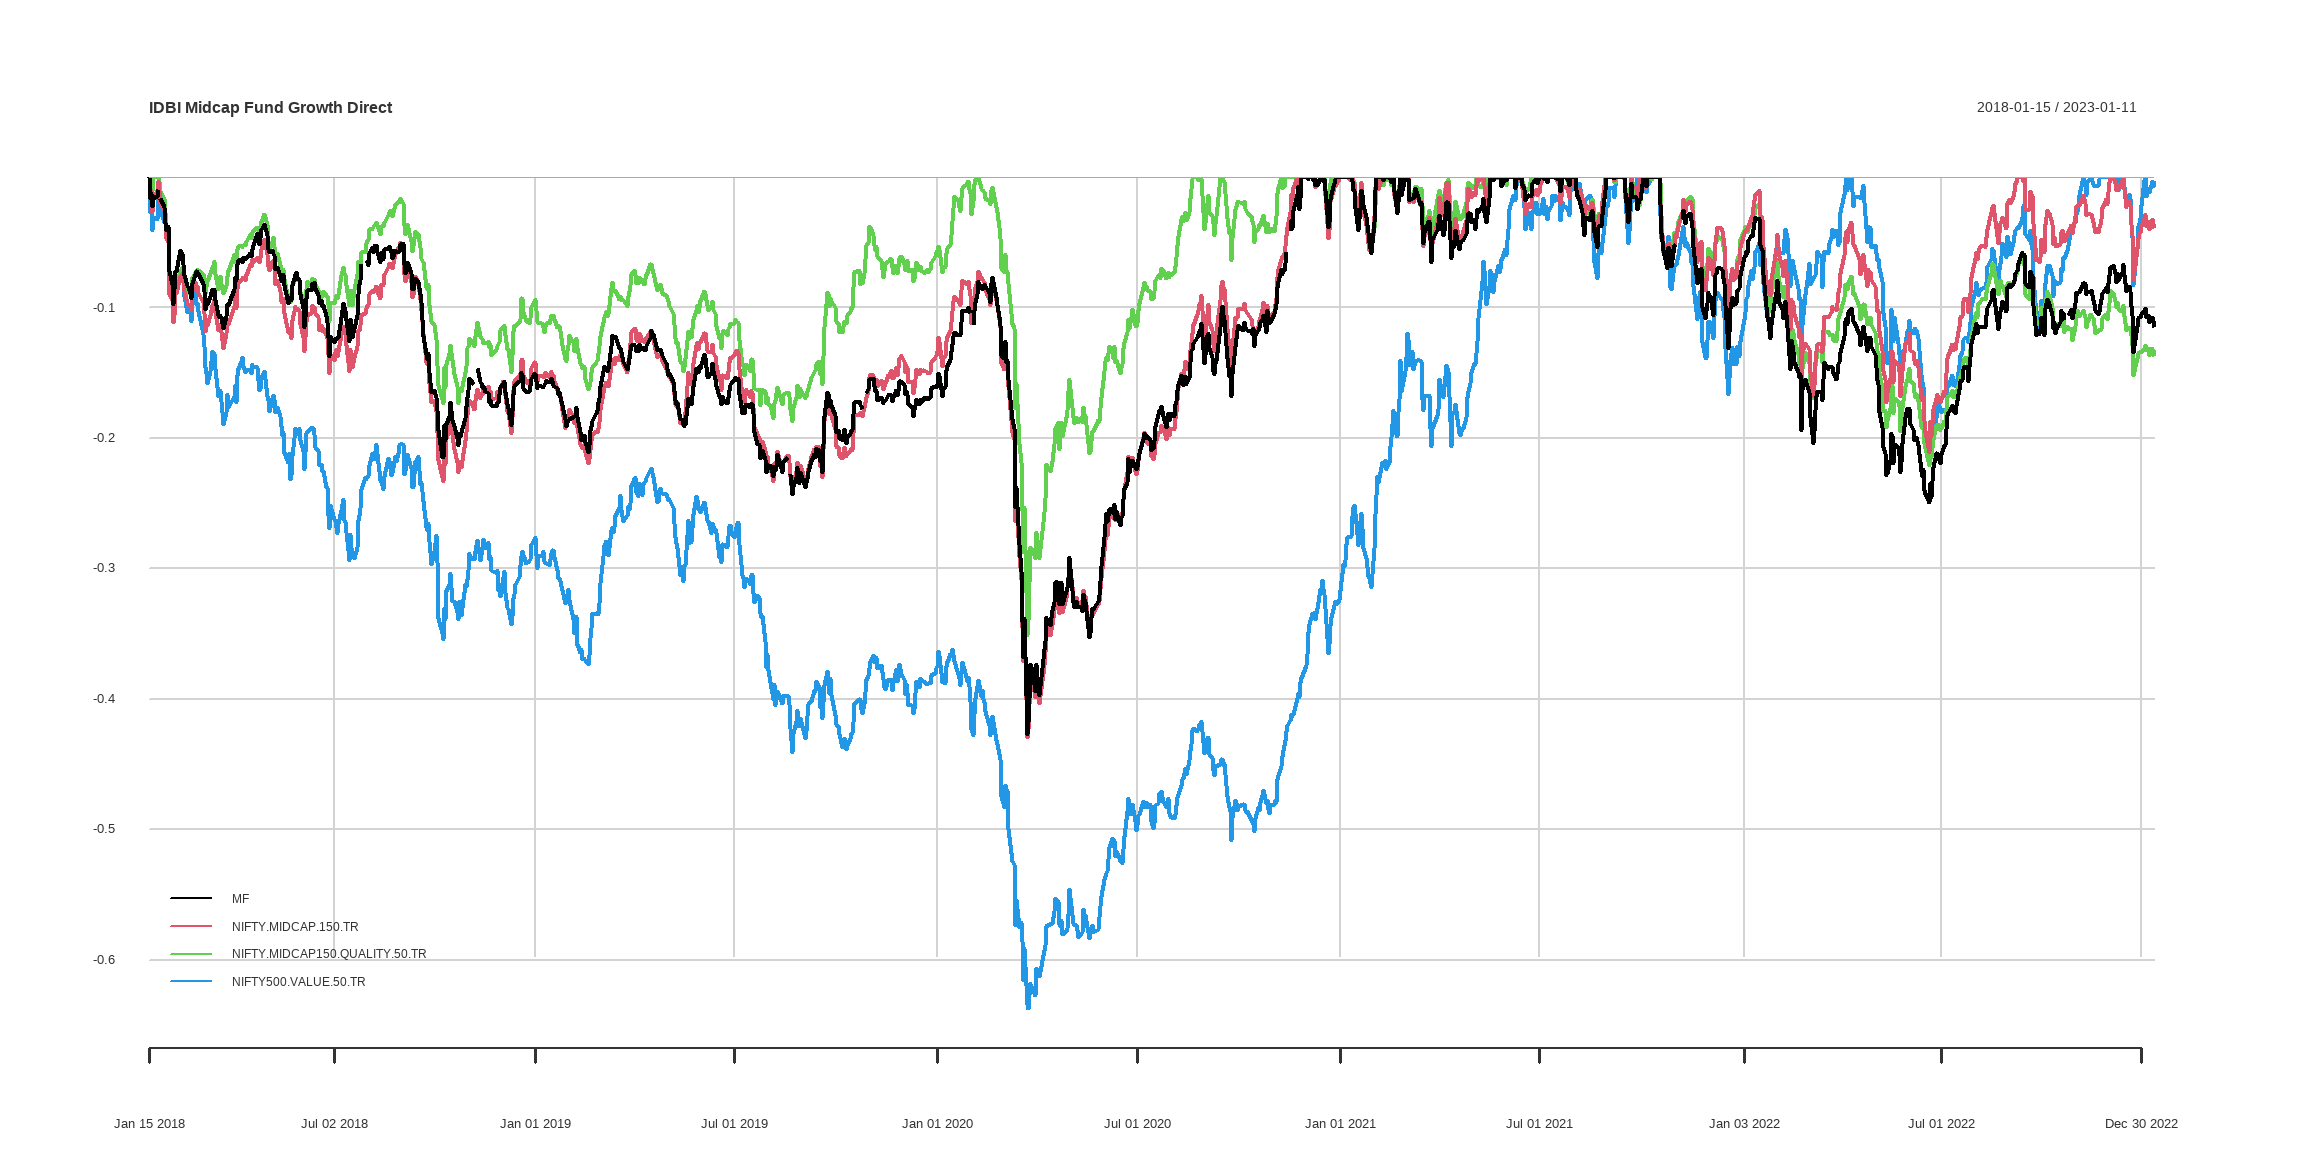 IDBI Midcap Fund Growth Direct
2018-01-15 / 2023-01-11
-0.1
-0.2
-0.3
-0.4
-0.5
-0.6
MF
NIFTY.MIDCAP.150.TR
NIFTY.MIDCAP150.QUALITY.50.TR
NIFTY500.VALUE.50.TR
Jan 15 2018
Jul 02 2018
Jan 01 2019
Jul 01 2019
Jan 01 2020
Jul 01 2020
Jan 01 2021
Jul 01 2021
Jan 03 2022
Jul 01 2022
Dec 30 2022